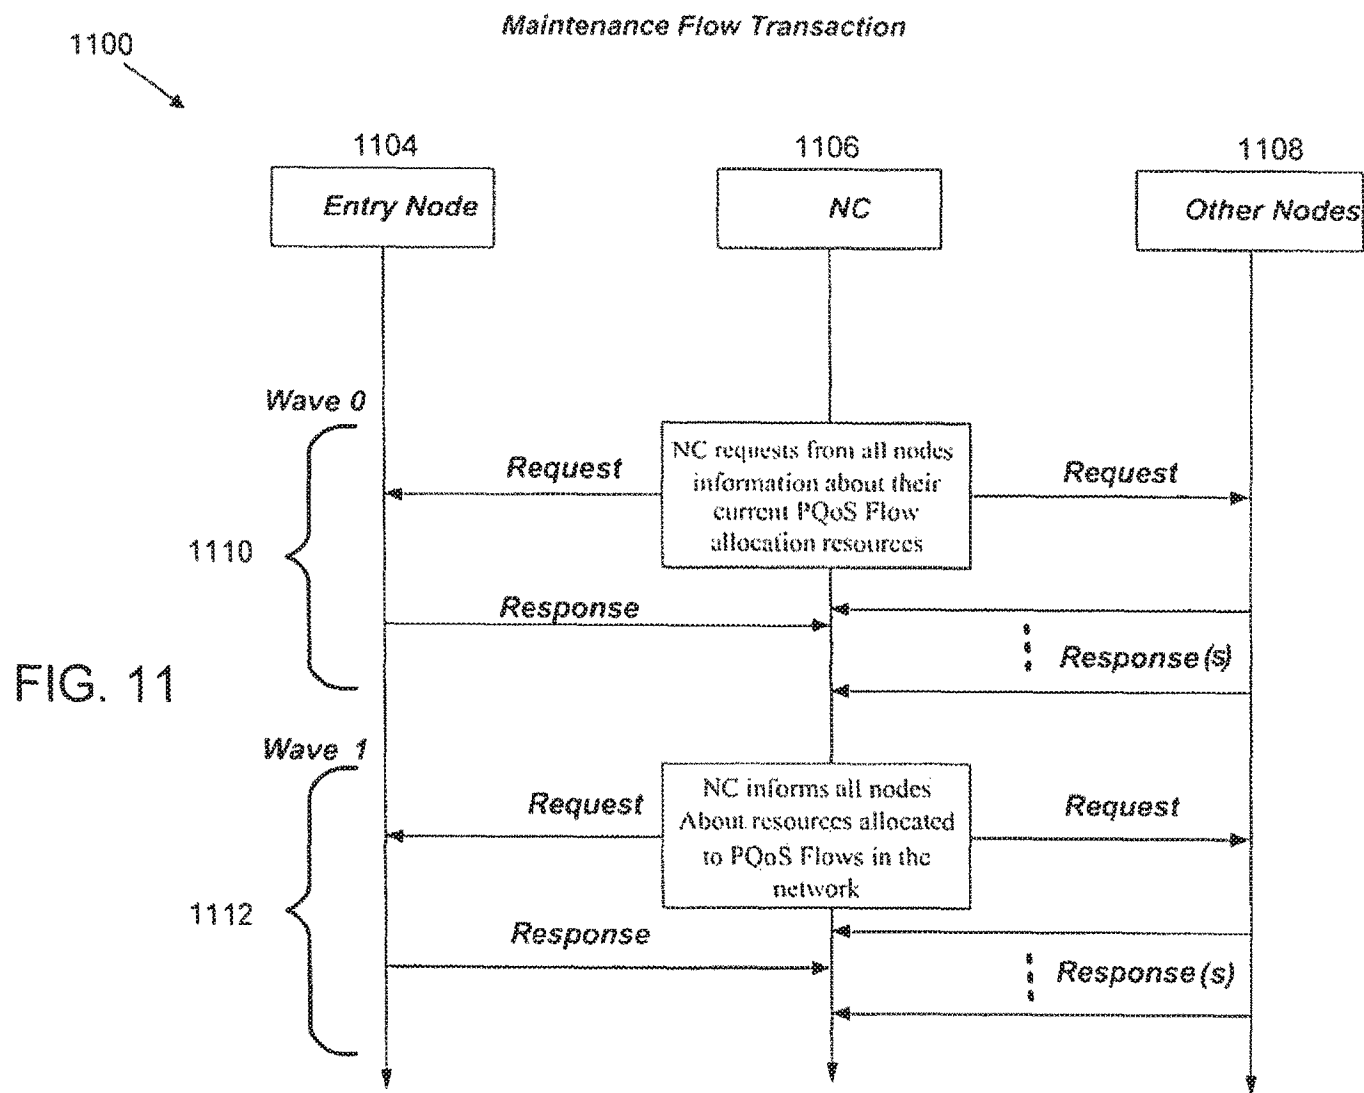 Maintenance Flow Transaction
1100
1104
1106
1108
Entry Node
NC
Other Nodes
Wave 0
NC requests from all nodes
information about their
current PQoS Flow
allocation resources
Request
Request
1110
Response
Response(s)
FIG. 11
Wave 1
NC informs all nodes
About resources allocated
to PQoS Flows in the
network
Request
Request
1112
Response
Response(s)